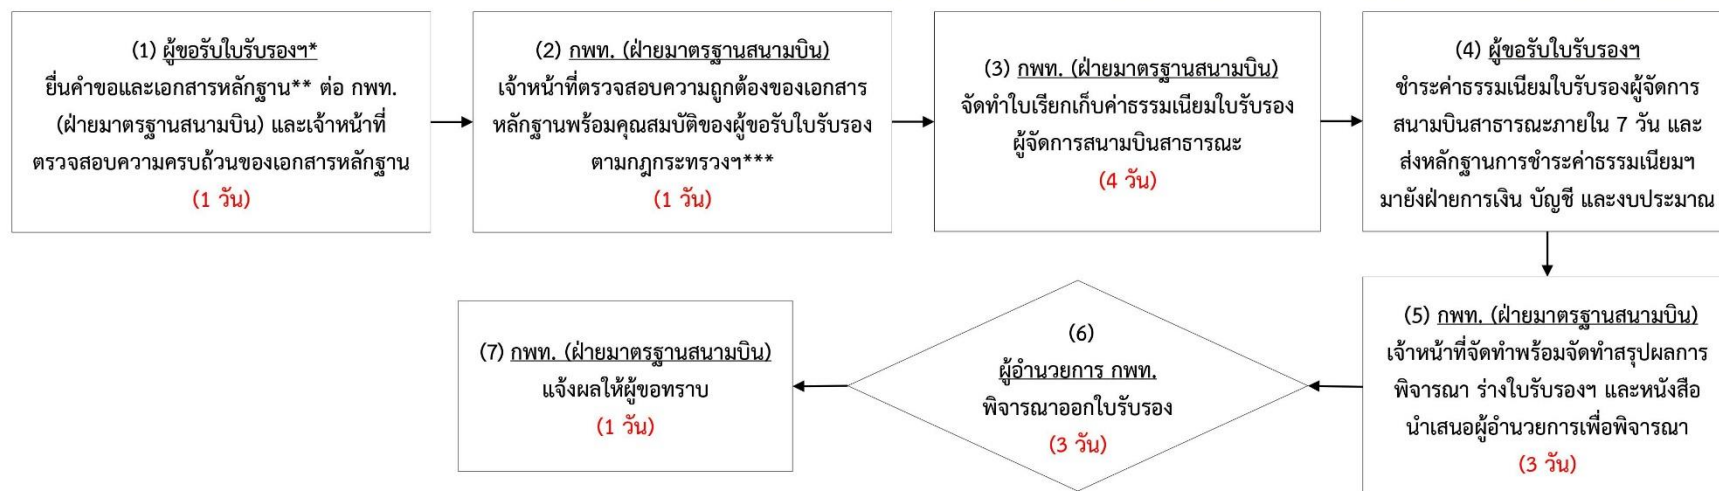 (1) ผู้ขอรับใบรับรองฯ*
ยื่นคำขอและเอกสารหลักฐาน** ต่อ กพท.
(ฝ่ายมาตรฐานสนามบิน) และเจ้าหน้าที่
ตรวจสอบความครบถ้วนของเอกสารหลักฐาน
(1 วัน)
(2) กพท. (ฝ่ายมาตรฐานสนามบิน)
เจ้าหน้าที่ตรวจสอบความถูกต้องของเอกสาร
หลักฐานพร้อมคุณสมบัติของผู้ขอรับใบรับรอง
ตามกฎกระทรวงฯ***
(1 วัน)
(3) กพท. (ฝ่ายมาตรฐานสนามบิน)
จัดทำใบเรียกเก็บค่าธรรมเนียมใบรับรอง
ผู้จัดการสนามบินสาธารณะ
(4 วัน)
(4) ผู้ขอรับใบรับรองฯ
ชำระค่าธรรมเนียมใบรับรองผู้จัดการ
สนามบินสาธารณะภายใน 7 วัน และ
ส่งหลักฐานการชำระค่าธรรมเนียมฯ
มายังฝ่ายการเงิน บัญชี และงบประมาณ
(5) กพท. (ฝ่ายมาตรฐานสนามบิน)
เจ้าหน้าที่จัดทำพร้อมจัดทำสรุปผลการ
พิจารณา ร่างใบรับรองฯ และหนังสือ
นำเสนอผู้อำนวยการเพื่อพิจารณา
(3 วัน)
(6)
ผู้อำนวยการ กพท.
พิจารณาออกใบรับรอง
(3 วัน)
(7) กพท. (ฝ่ายมาตรฐานสนามบิน)
แจ้งผลให้ผู้ขอทราบ
(1 วัน)